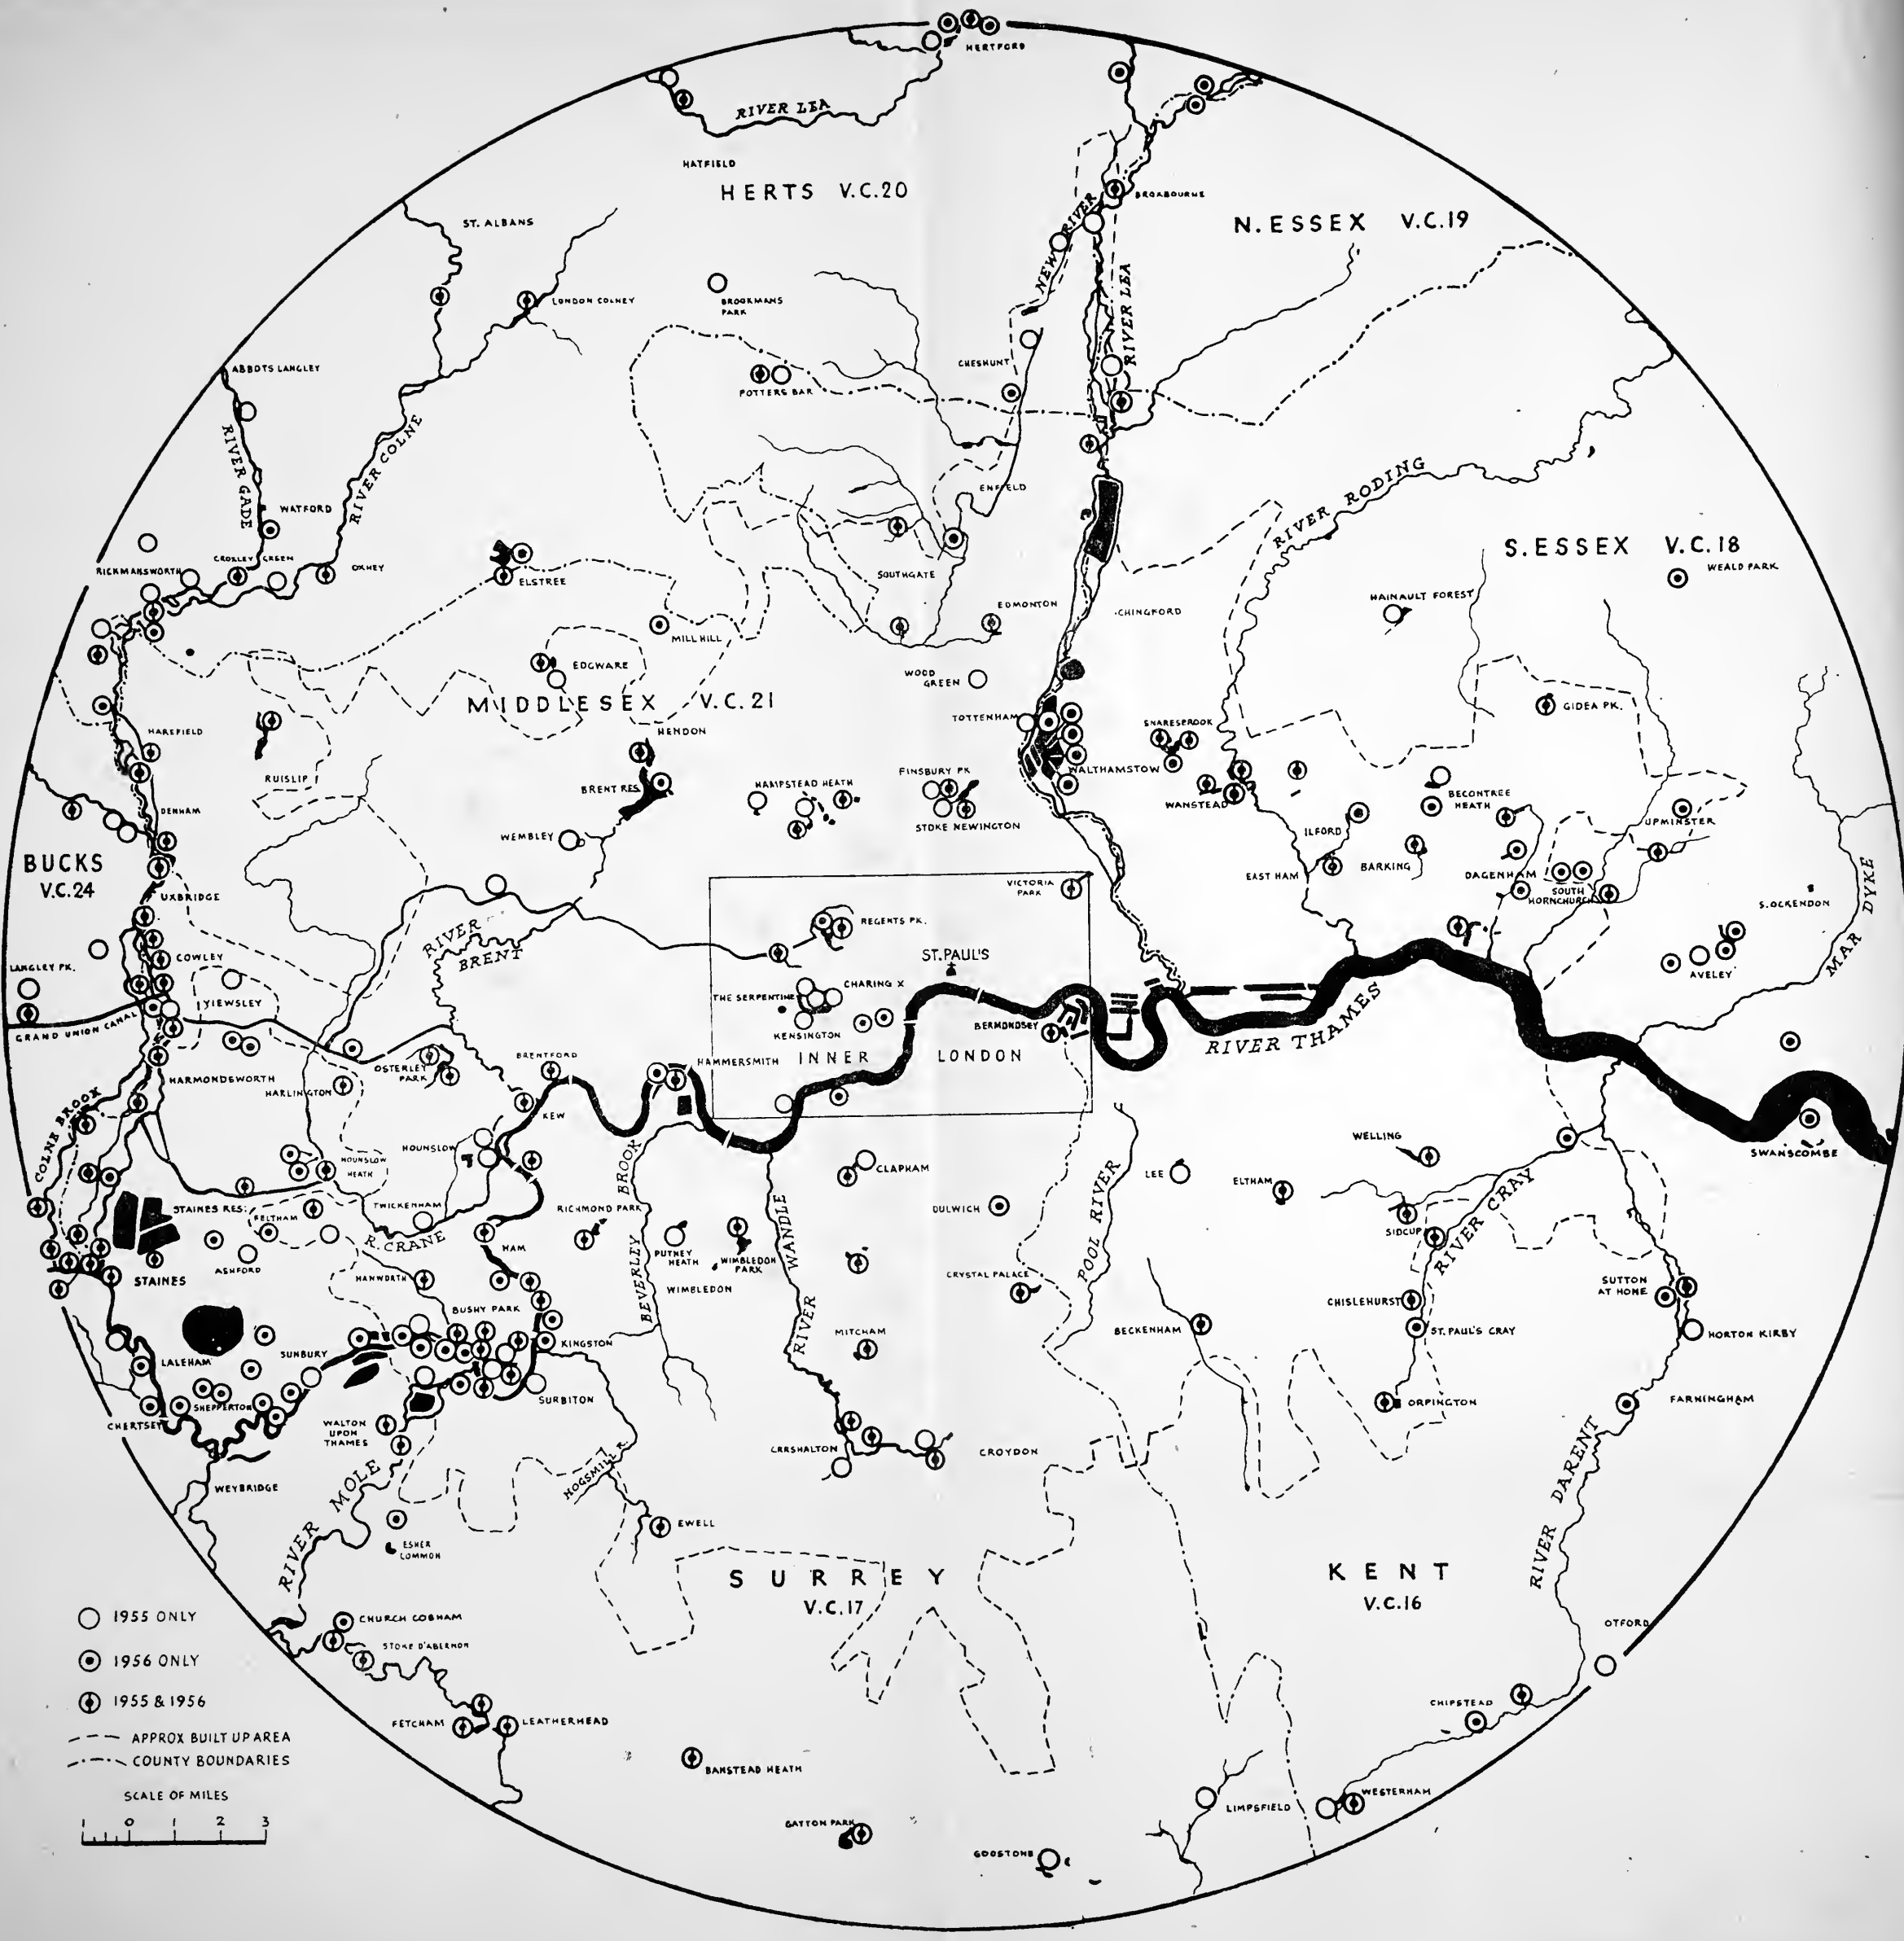 HERTFORD
RIVER LEA
HATFIELD
HERTS V.C.20
BROXBOURNE
ST. ALBANS
N. ESSEX V.C.19
NEW RIVER
RIVER LEA
LONDON COLNEY
BROOKMANS
PARK
CHESHUNT
ABBOTS LANGLEY
POTTERS BAR
RIVER GADE
RIVER COLNE
WATFORD
ENFIELD
RIVER RODING
S. ESSEX V.C.18
WEALD PARK
RICKMANSWORTH
CROXLEY GREEN
OXHEY
ELSTREE
SOUTHGATE
EDMONTON
CHINGFORD
HAINAULT FOREST
MILL HILL
EDGWARE
WOOD
GREEN
MIDDLESEX V.C.21
TOTTENHAM
SNARESBROOK
GIDEA PK.
HAREFIELD
HENDON
RUISLIP
BRENT RES.
HAMPSTEAD HEATH
FINSBURY PK
WALTHAMSTOW
WANSTEAD
BECONTREE
HEATH
DENHAM
STOKE NEWINGTON
UPMINSTER
WEMBLEY
ILFORD
BUCKS
V.C.24
EAST HAM
BARKING
DAGENHAM
VICTORIA
PARK
SOUTH
HORNCHURCH
UXBRIDGE
S. OCKENDON
MAR DYKE
REGENTS PK.
RIVER
BRENT
COWLEY
ST. PAUL'S
LANGLEY PK.
AVELEY
YIEWSLEY
CHARING X
THE SERPENTINE
GRAND UNION CANAL
KENSINGTON
BERMONDSEY
RIVER THAMES
INNER LONDON
BRENTFORD
HAMMERSMITH
OSTERLEY
PARK
HARMONDSWORTH
HARLINGTON
COLNE BROOK
KEW
HOUNSLOW
HOUNSLOW
HEATH
WELLING
SWANSCOMBE
CLAPHAM
LEE
ELTHAM
STAINES RES.
FELTHAM
TWICKENHAM
RICHMOND PARK
BEVERLEY BROOK
DULWICH
POOL RIVER
SIDCUP
RIVER CRAY
R. CRANE
HAM
PUTNEY
HEATH
WIMBLEDON
PARK
RIVER WANDLE
ASHFORD
STAINES
HANWORTH
WIMBLEDON
CRYSTAL PALACE
SUTTON
AT HOME
CHISLEHURST
BUSHY PARK
BECKENHAM
ST. PAUL'S CRAY
HORTON KIRBY
KINGSTON
MITCHAM
SUNBURY
LALEHAM
SURBITON
ORPINGTON
FARNINGHAM
SHEPPERTON
CHERTSEY
WALTON
UPON
THAMES
CARSHALTON
CROYDON
WEYBRIDGE
RIVER MOLE
HOGSMILL R.
RIVER DARENT
EWELL
ESHER
COMMON
SURREY
V.C.17
KENT
V.C.16
1955 ONLY
CHURCH COBHAM
OTFORD
STOKE D'ABERNON
1956 ONLY
1955 & 1956
CHIPSTEAD
FETCHAM
LEATHERHEAD
APPROX BUILT UP AREA
COUNTY BOUNDARIES
BANSTEAD HEATH
SCALE OF MILES
1 0 1 2 3
WESTERHAM
LIMPSFIELD
GATTON PARK
GODSTONE